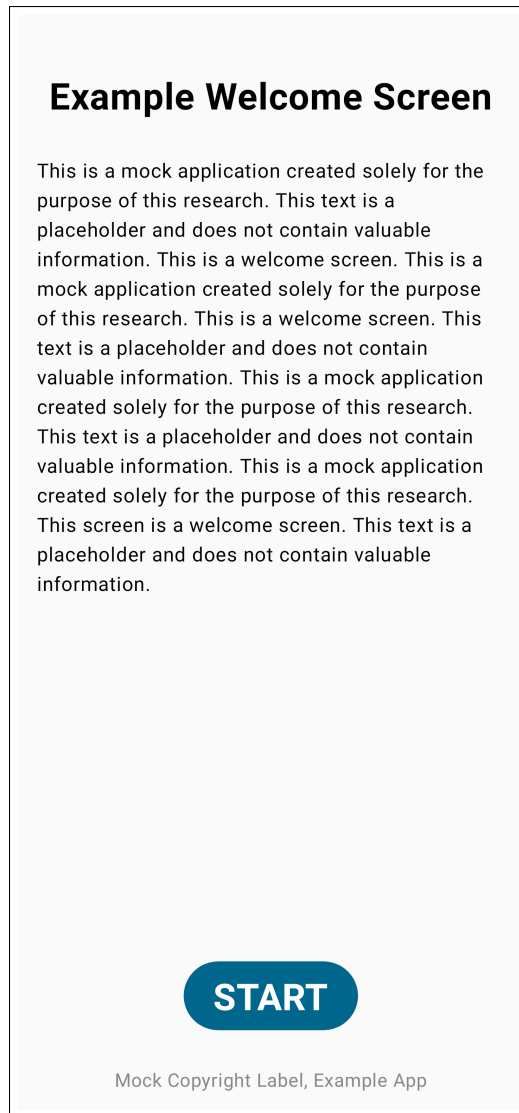 Example Welcome Screen
This is a mock application created solely for the
purpose of this research. This text is a
placeholder and does not contain valuable
information. This is a welcome screen. This is a
mock application created solely for the purpose
of this research. This is a welcome screen. This
text is a placeholder and does not contain
valuable information. This is a mock application
created solely for the purpose of this research.
This text is a placeholder and does not contain
valuable information. This is a mock application
created solely for the purpose of this research.
This screen is a welcome screen. This text is a
placeholder and does not contain valuable
information.
START
Mock Copyright Label, Example App